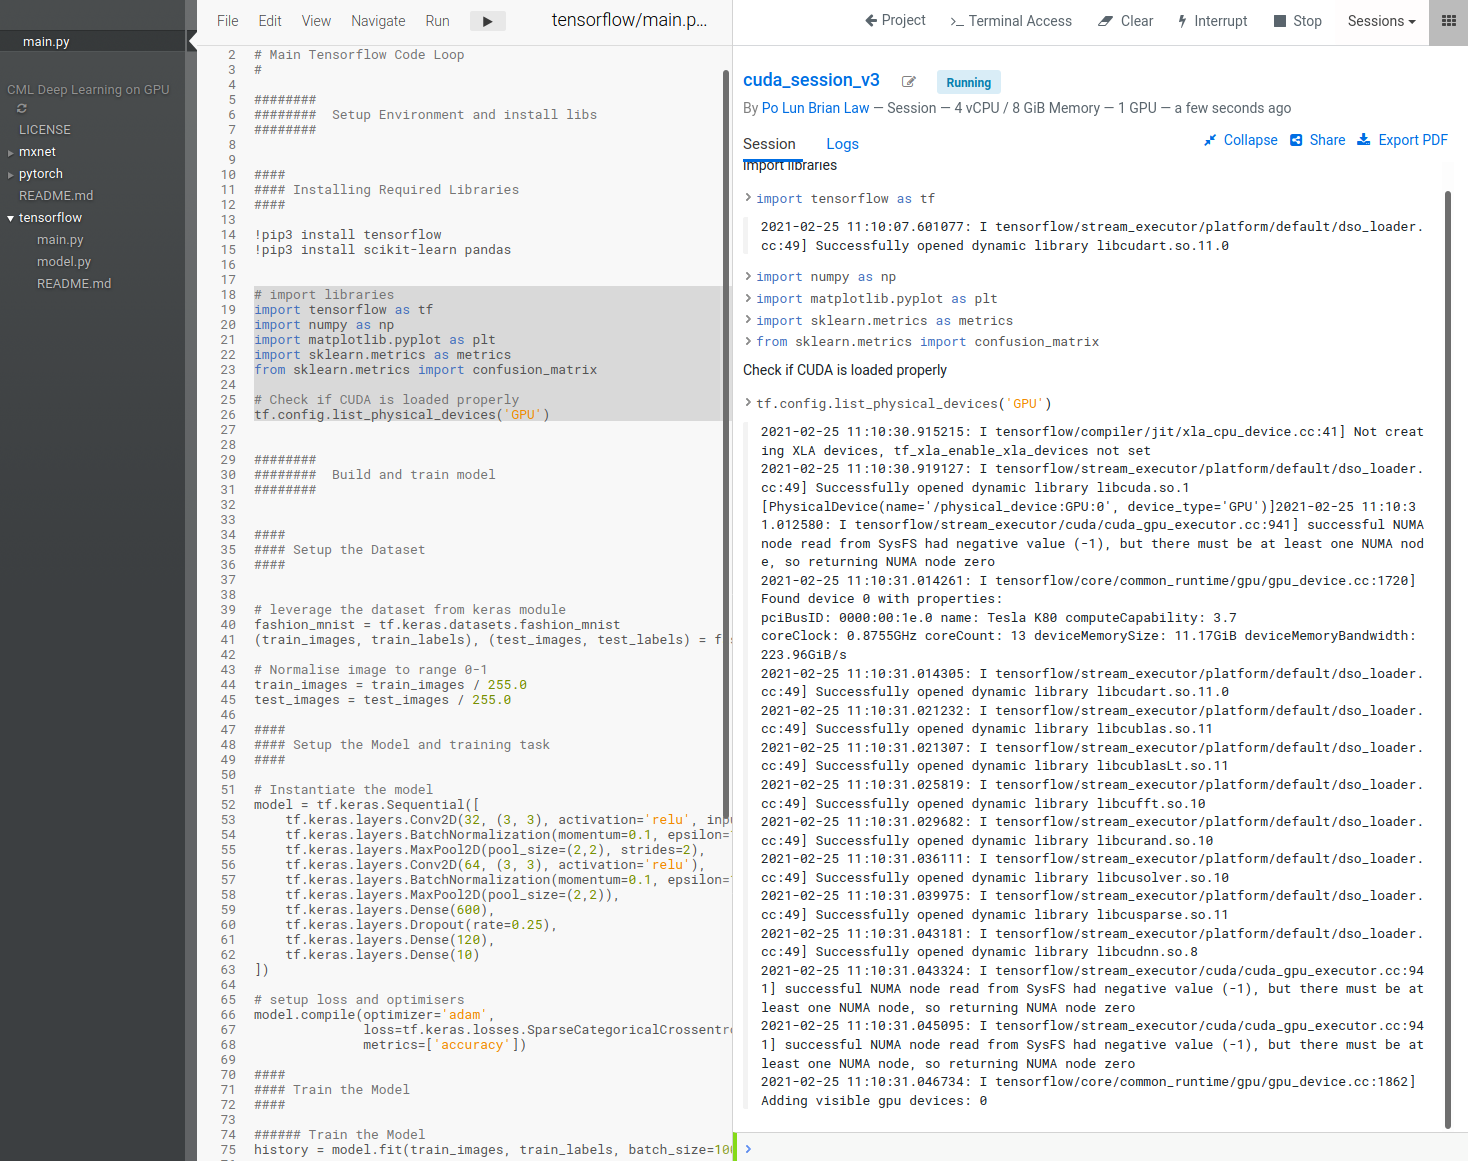 main.py
CML Deep Learning on GPU
LICENSE
mxnet
pytorch
README.md
tensorflow
main.py
model.py
README.md
File Edit View Navigate Run tensorflow/main.p...
2 # Main Tensorflow Code Loop
3 #
4
5 ########
6 ######## Setup Environment and install libs
7 ########
8
9
10 ####
11 #### Installing Required Libraries
12 ####
13
14 !pip3 install tensorflow
15 !pip3 install scikit-learn pandas
16
17
18 # import libraries
19 import tensorflow as tf
20 import numpy as np
21 import matplotlib.pyplot as plt
22 import sklearn.metrics as metrics
23 from sklearn.metrics import confusion_matrix
24
25 # Check if CUDA is loaded properly
26 tf.config.list_physical_devices('GPU')
27
28
29 ########
30 ######## Build and train model
31 ########
32
33
34 ####
35 #### Setup the Dataset
36 ####
37
38
39 # leverage the dataset from keras module
40 fashion_mnist = tf.keras.datasets.fashion_mnist
41 (train_images, train_labels), (test_images, test_labels) = f
42
43 # Normalise image to range 0-1
44 train_images = train_images / 255.0
45 test_images = test_images / 255.0
46
47 ####
48 #### Setup the Model and training task
49 ####
50
51 # Instantiate the model
52 model = tf.keras.Sequential([
53 tf.keras.layers.Conv2D(32, (3, 3), activation='relu', inp
54 tf.keras.layers.BatchNormalization(momentum=0.1, epsilon=
55 tf.keras.layers.MaxPool2D(pool_size=(2,2), strides=2),
56 tf.keras.layers.Conv2D(64, (3, 3), activation='relu'),
57 tf.keras.layers.BatchNormalization(momentum=0.1, epsilon=
58 tf.keras.layers.MaxPool2D(pool_size=(2,2)),
59 tf.keras.layers.Dense(600),
60 tf.keras.layers.Dropout(rate=0.25),
61 tf.keras.layers.Dense(120),
62 tf.keras.layers.Dense(10)
63 ])
64
65 # setup loss and optimisers
66 model.compile(optimizer='adam',
67 loss=tf.keras.losses.SparseCategoricalCrossentr
68 metrics=['accuracy'])
69
70 ####
71 #### Train the Model
72 ####
73
74 ###### Train the Model
75 history = model.fit(train_images, train_labels, batch_size=10
Project Terminal Access Clear Interrupt Stop Sessions
cuda_session_v3 Running
By Po Lun Brian Law — Session — 4 vCPU / 8 GiB Memory — 1 GPU — a few seconds ago
Session Logs Collapse Share Export PDF
import libraries
import tensorflow as tf
2021-02-25 11:10:07.601077: I tensorflow/stream_executor/platform/default/dso_loader.
cc:49] Successfully opened dynamic library libcudart.so.11.0
import numpy as np
import matplotlib.pyplot as plt
import sklearn.metrics as metrics
from sklearn.metrics import confusion_matrix
Check if CUDA is loaded properly
tf.config.list_physical_devices('GPU')
2021-02-25 11:10:30.915215: I tensorflow/compiler/jit/xla_cpu_device.cc:41] Not creat
ing XLA devices, tf_xla_enable_xla_devices not set
2021-02-25 11:10:30.919127: I tensorflow/stream_executor/platform/default/dso_loader.
cc:49] Successfully opened dynamic library libcuda.so.1
[PhysicalDevice(name='/physical_device:GPU:0', device_type='GPU')]2021-02-25 11:10:3
1.012580: I tensorflow/stream_executor/cuda/cuda_gpu_executor.cc:941] successful NUMA
node read from SysFS had negative value (-1), but there must be at least one NUMA nod
e, so returning NUMA node zero
2021-02-25 11:10:31.014261: I tensorflow/core/common_runtime/gpu/gpu_device.cc:1720]
Found device 0 with properties:
pciBusID: 0000:00:1e.0 name: Tesla K80 computeCapability: 3.7
coreClock: 0.8755GHz coreCount: 13 deviceMemorySize: 11.17GiB deviceMemoryBandwidth:
223.96GiB/s
2021-02-25 11:10:31.014305: I tensorflow/stream_executor/platform/default/dso_loader.
cc:49] Successfully opened dynamic library libcudart.so.11.0
2021-02-25 11:10:31.021232: I tensorflow/stream_executor/platform/default/dso_loader.
cc:49] Successfully opened dynamic library libcublas.so.11
2021-02-25 11:10:31.021307: I tensorflow/stream_executor/platform/default/dso_loader.
cc:49] Successfully opened dynamic library libcublasLt.so.11
2021-02-25 11:10:31.025819: I tensorflow/stream_executor/platform/default/dso_loader.
cc:49] Successfully opened dynamic library libcufft.so.10
2021-02-25 11:10:31.029682: I tensorflow/stream_executor/platform/default/dso_loader.
cc:49] Successfully opened dynamic library libcurand.so.10
2021-02-25 11:10:31.036111: I tensorflow/stream_executor/platform/default/dso_loader.
cc:49] Successfully opened dynamic library libcusolver.so.10
2021-02-25 11:10:31.039975: I tensorflow/stream_executor/platform/default/dso_loader.
cc:49] Successfully opened dynamic library libcusparse.so.11
2021-02-25 11:10:31.043181: I tensorflow/stream_executor/platform/default/dso_loader.
cc:49] Successfully opened dynamic library libcudnn.so.8
2021-02-25 11:10:31.043324: I tensorflow/stream_executor/cuda/cuda_gpu_executor.cc:94
1] successful NUMA node read from SysFS had negative value (-1), but there must be at
least one NUMA node, so returning NUMA node zero
2021-02-25 11:10:31.045095: I tensorflow/stream_executor/cuda/cuda_gpu_executor.cc:94
1] successful NUMA node read from SysFS had negative value (-1), but there must be at
least one NUMA node, so returning NUMA node zero
2021-02-25 11:10:31.046734: I tensorflow/core/common_runtime/gpu/gpu_device.cc:1862]
Adding visible gpu devices: 0